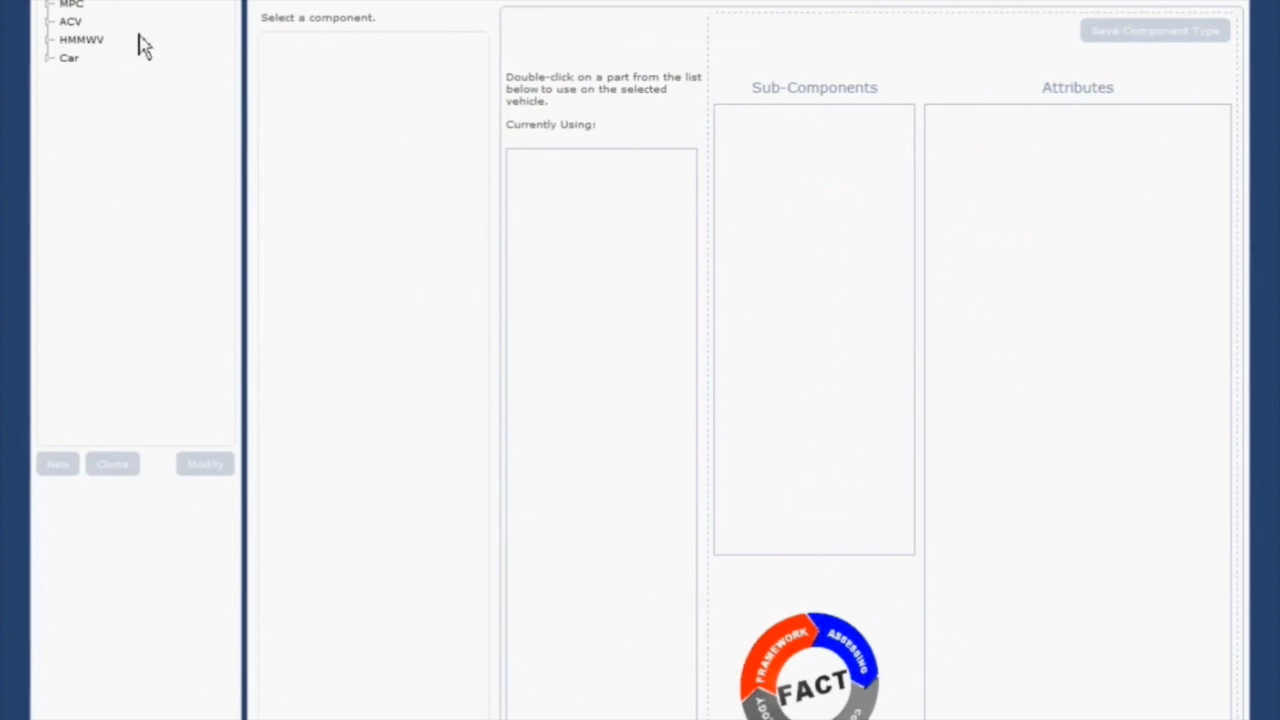 MPC
ACV
HMMWV
Car
New
Clone
Modify
Select a component.
Double-click on a part from the list
below to use on the selected
vehicle.
Currently Using:
Save Component Type
Sub-Components
Attributes
FRAMEWORK
ASSESSING
FACT